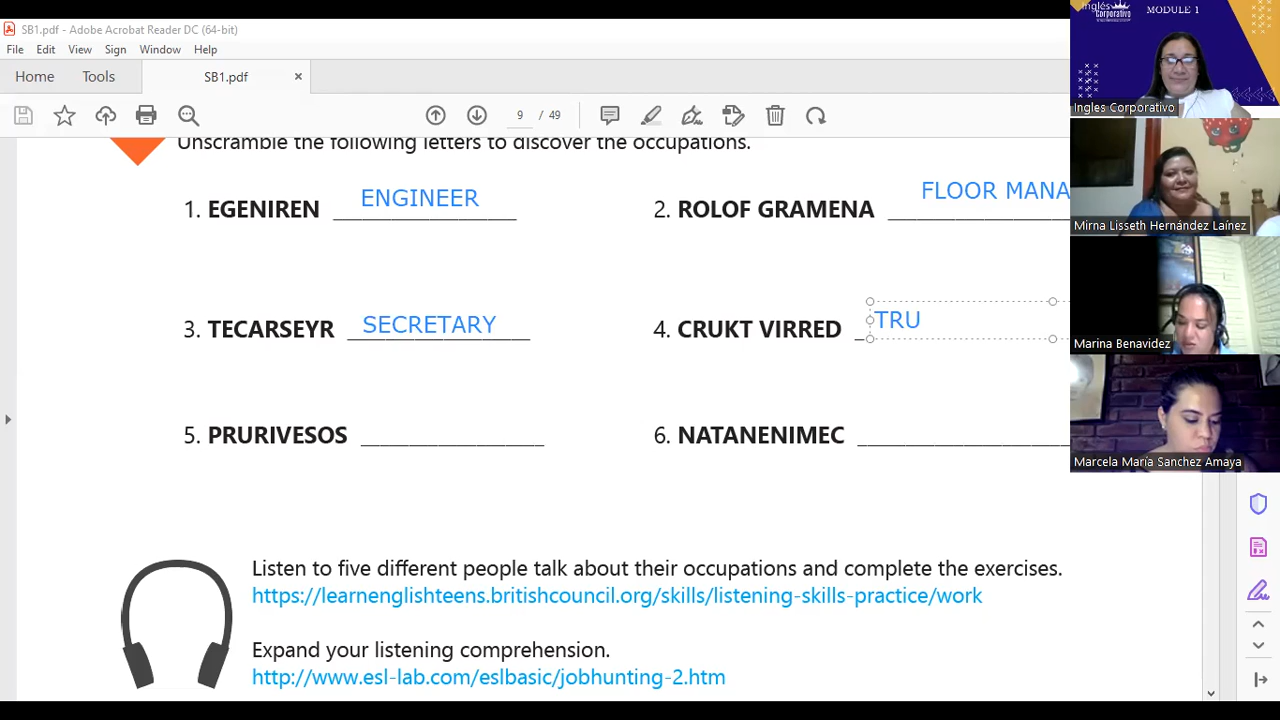 SB1.pdf - Adobe Acrobat Reader DC (64-bit)
File Edit View Sign Window Help
Home Tools SB1.pdf ×
9 / 49
Inglés Corporativo
MODULE 1
Ingles Corporativo
Mirna Lisseth Hernández Laínez
Marina Benavidez
Marcela María Sanchez Amaya
Unscramble the following letters to discover the occupations.
1. EGENIREN ENGINEER
2. ROLOF GRAMENA FLOOR MANA
3. TECARSEYR SECRETARY
4. CRUKT VIRRED TRU
5. PRURIVESOS
6. NATANENIMEC
Listen to five different people talk about their occupations and complete the exercises.
https://learnenglishteens.britishcouncil.org/skills/listening-skills-practice/work
Expand your listening comprehension.
http://www.esl-lab.com/eslbasic/jobhunting-2.htm